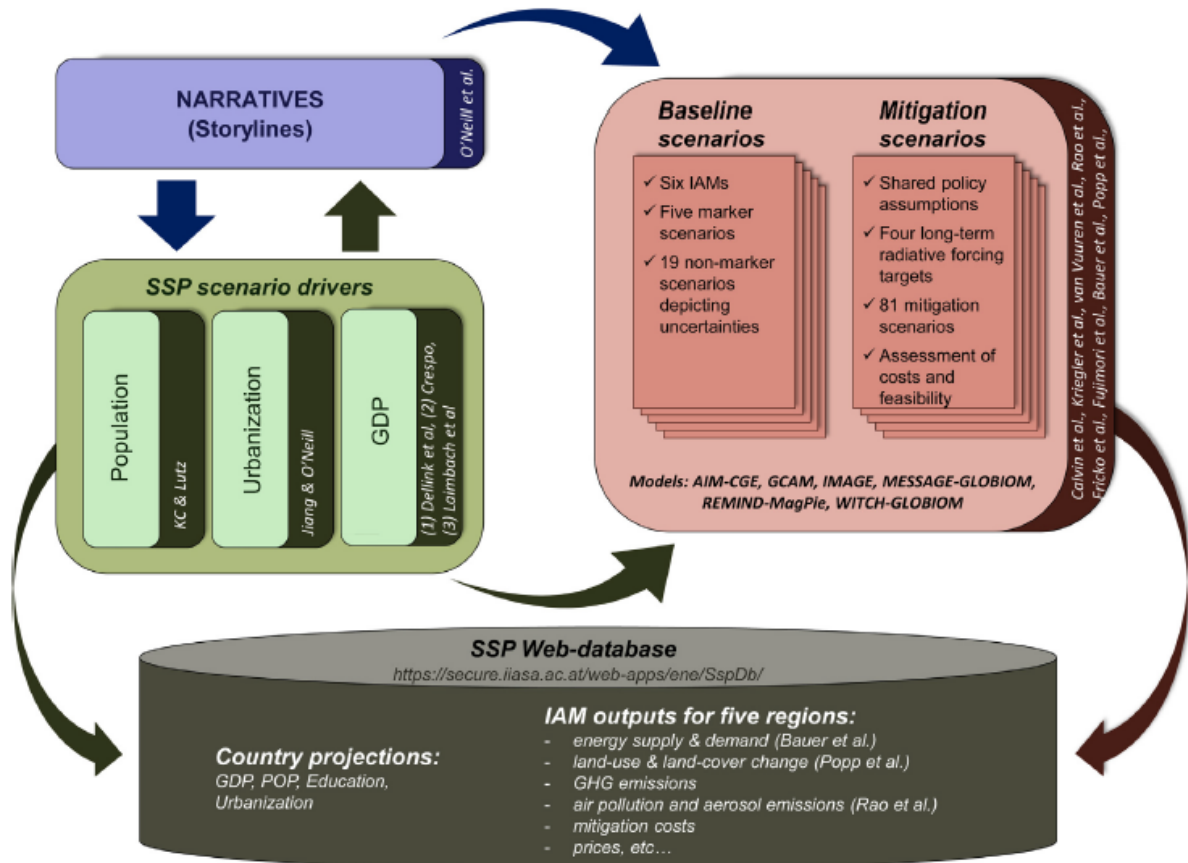 NARRATIVES
(Storylines)
O'Neill et al.
SSP scenario drivers
Population
KC & Lutz
Urbanization
Jiang & O'Neill
GDP
(1) Dellink et al, (2) Crespo,
(3) Laimbach et al
Baseline
scenarios
✓ Six IAMs
✓ Five marker
scenarios
✓ 19 non-marker
scenarios
depicting
uncertainties
Mitigation
scenarios
✓ Shared policy
assumptions
✓ Four long-term
radiative forcing
targets
✓ 81 mitigation
scenarios
✓ Assessment of
costs and
feasibility
Models: AIM-CGE, GCAM, IMAGE, MESSAGE-GLOBIOM,
REMIND-MagPie, WITCH-GLOBIOM
Calvin et al., Kriegler et al., van Vuuren et al., Rao et al.,
Fricko et al., Fujimori et al., Bauer et al., Popp et al.,
SSP Web-database
https://secure.iiasa.ac.at/web-apps/ene/SspDb/
Country projections:
GDP, POP, Education,
Urbanization
IAM outputs for five regions:
- energy supply & demand (Bauer et al.)
- land-use & land-cover change (Popp et al.)
- GHG emissions
- air pollution and aerosol emissions (Rao et al.)
- mitigation costs
- prices, etc…